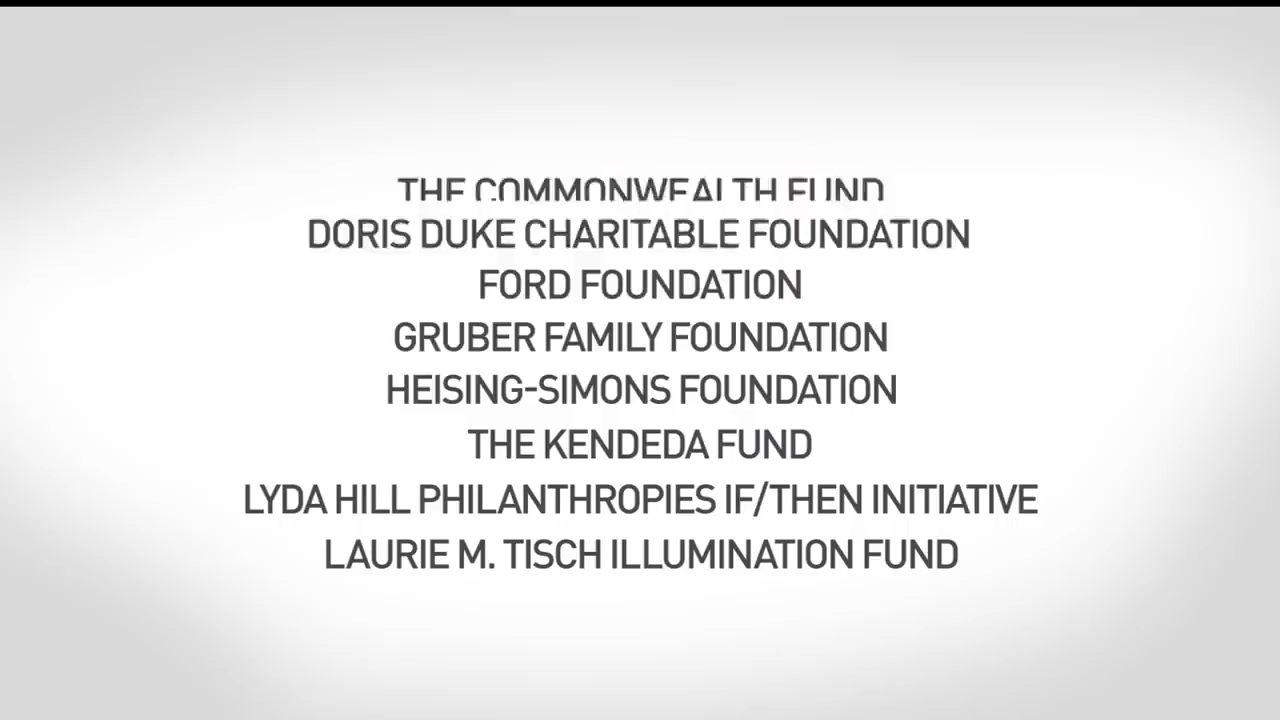 THE COMMONWEALTH FUND
DORIS DUKE CHARITABLE FOUNDATION
FORD FOUNDATION
GRUBER FAMILY FOUNDATION
HEISING-SIMONS FOUNDATION
THE KENDEDA FUND
LYDA HILL PHILANTHROPIES IF/THEN INITIATIVE
LAURIE M. TISCH ILLUMINATION FUND